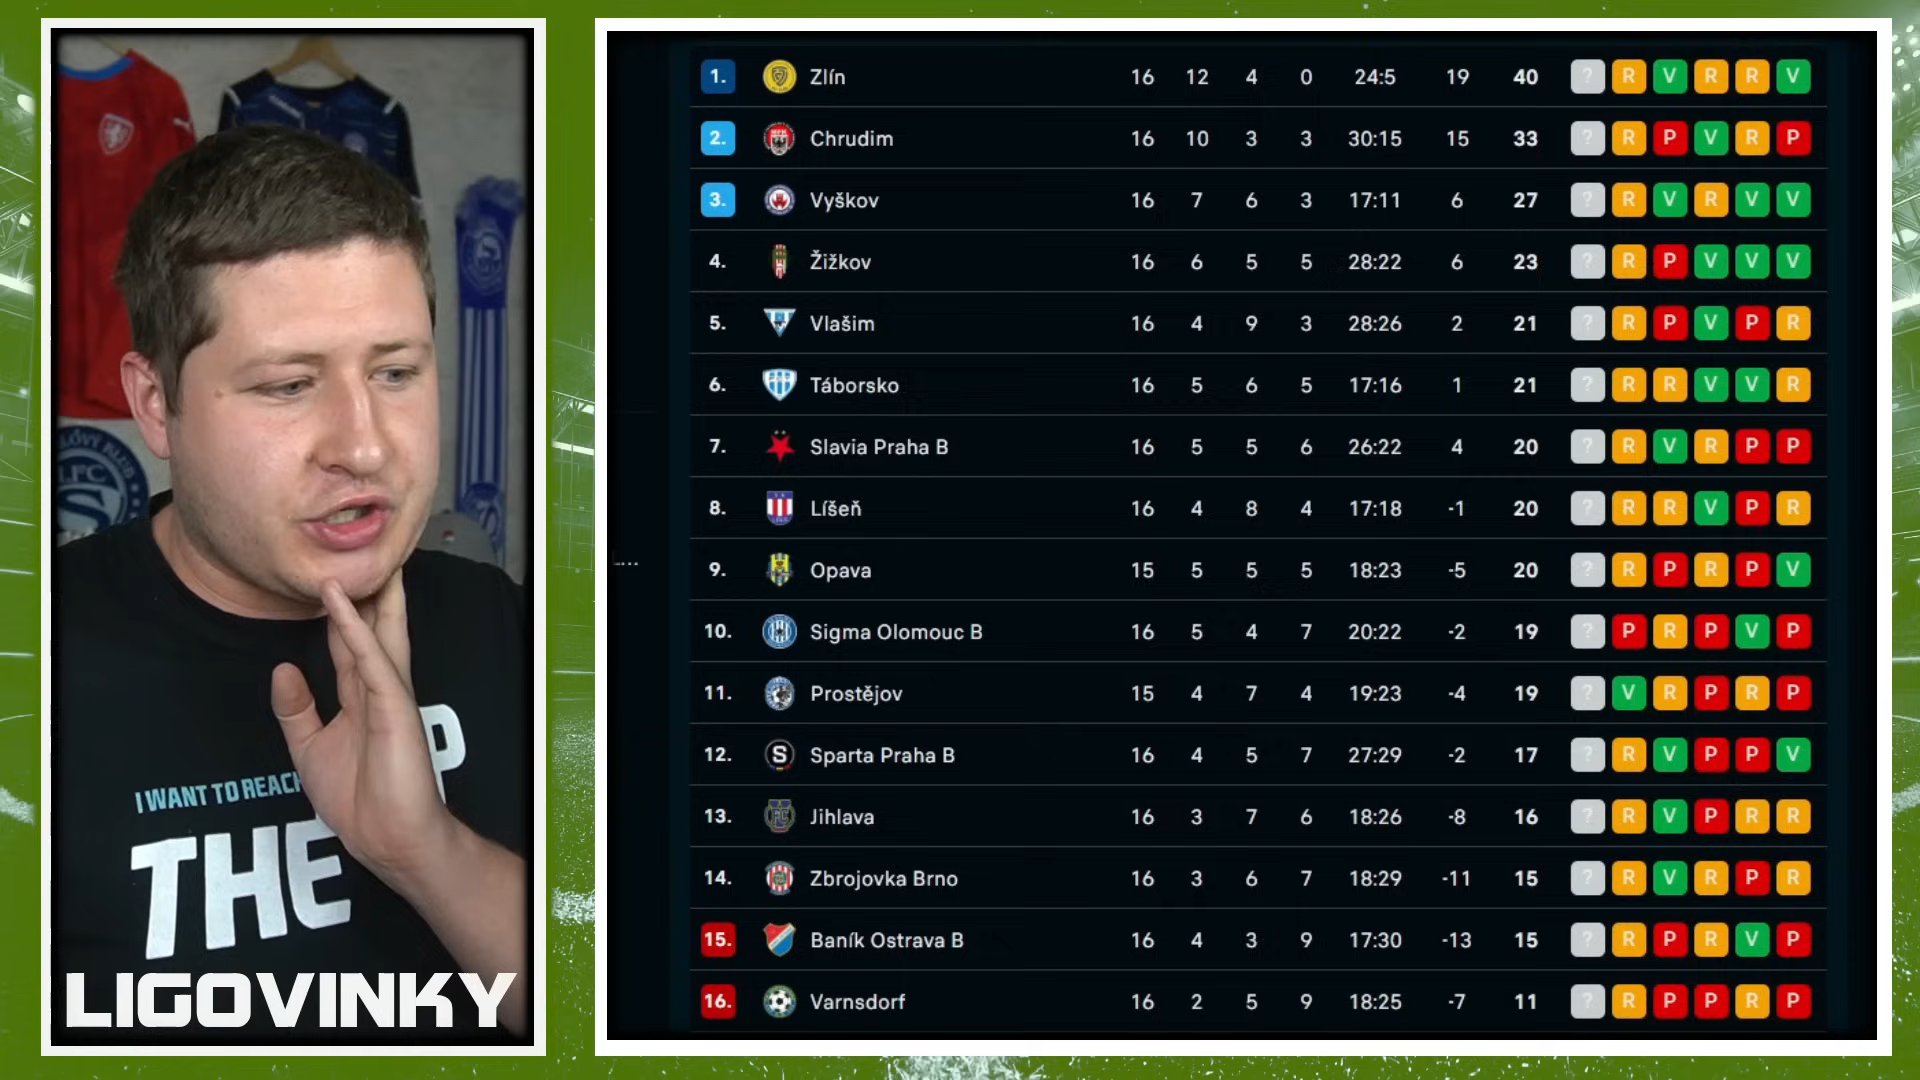 I WANT TO REACH
THE
P
LIGOVINKY
1. Zlín 16 12 4 0 24:5 19 40 ? R V R R V
2. Chrudim 16 10 3 3 30:15 15 33 ? R P V R P
3. Vyškov 16 7 6 3 17:11 6 27 ? R V R V V
4. Žižkov 16 6 5 5 28:22 6 23 ? R P V V V
5. Vlašim 16 4 9 3 28:26 2 21 ? R P V P R
6. Táborsko 16 5 6 5 17:16 1 21 ? R R V V R
7. Slavia Praha B 16 5 5 6 26:22 4 20 ? R V R P P
8. Líšeň 16 4 8 4 17:18 -1 20 ? R R V P R
9. Opava 15 5 5 5 18:23 -5 20 ? R P R P V
10. Sigma Olomouc B 16 5 4 7 20:22 -2 19 ? P R P V P
11. Prostějov 15 4 7 4 19:23 -4 19 ? V R P R P
12. S Sparta Praha B 16 4 5 7 27:29 -2 17 ? R V P P V
13. Jihlava 16 3 7 6 18:26 -8 16 ? R V P R R
14. Zbrojovka Brno 16 3 6 7 18:29 -11 15 ? R V R P R
15. Baník Ostrava B 16 4 3 9 17:30 -13 15 ? R P R V P
16. Varnsdorf 16 2 5 9 18:25 -7 11 ? R P P R P